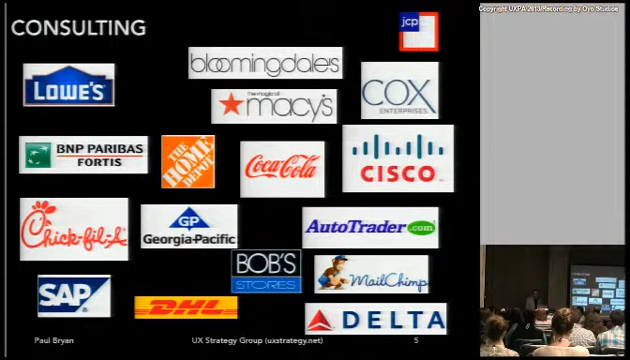 Copyright UXPA 2013/Recording by Oyo Studios
CONSULTING
jcp
bloomingdale's
LOWE'S
the magic of
macy's
COX
ENTERPRISES
BNP PARIBAS
FORTIS
THE
HOME
DEPOT
Coca-Cola
CISCO
Chick-fil-A
GP
Georgia-Pacific
AutoTrader.com
BOB'S
STORES
MailChimp
SAP
DHL
DELTA
Paul Bryan
UX Strategy Group (uxstrategy.net)
5